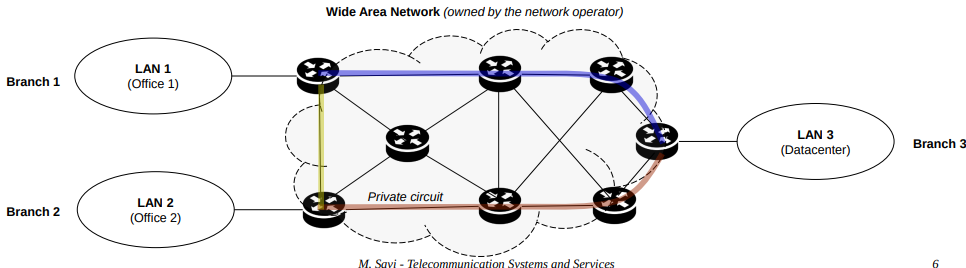 Wide Area Network (owned by the network operator)
Branch 1
LAN 1
(Office 1)
LAN 3
(Datacenter)
Branch 3
Private circuit
Branch 2
LAN 2
(Office 2)
M. Savi - Telecommunication Systems and Services
6